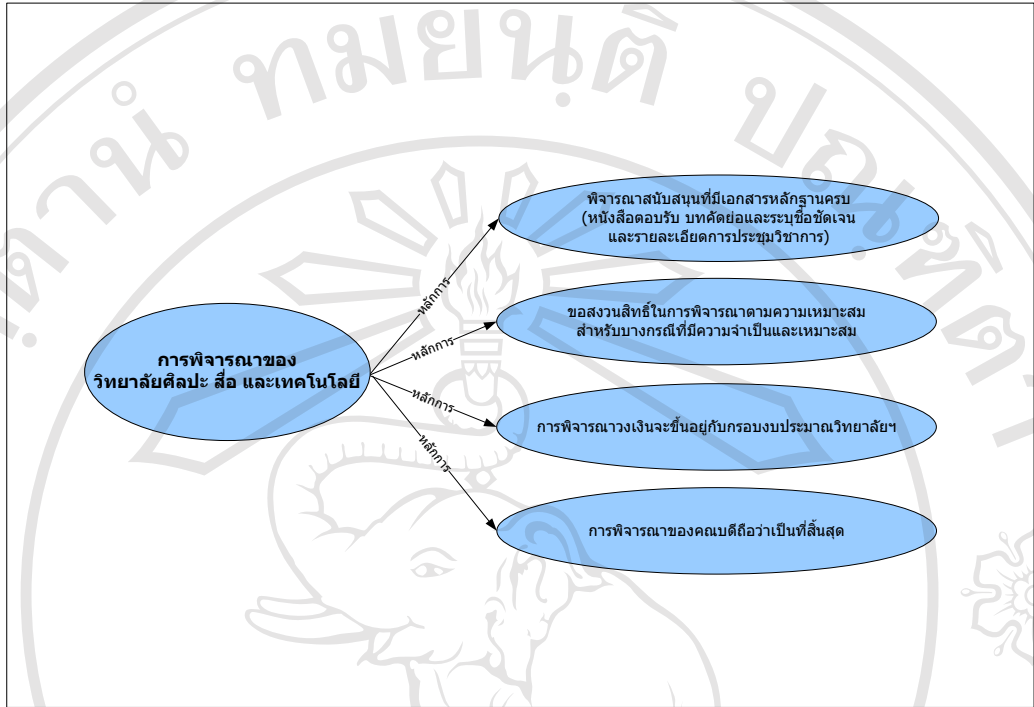 ทมยนฺติ
การพิจารณาของ
วิทยาลัยศิลปะ สื่อ และเทคโนโลยี
หลักการ
พิจารณาสนับสนุนที่มีเอกสารหลักฐานครบ
(หนังสือตอบรับ บทคัดย่อและระบุชื่อชัดเจน
และรายละเอียดการประชุมวิชาการ)
หลักการ
ขอสงวนสิทธิ์ในการพิจารณาตามความเหมาะสม
สำหรับบางกรณีที่มีความจำเป็นและเหมาะสม
หลักการ
การพิจารณาวงเงินจะขึ้นอยู่กับกรอบงบประมาณวิทยาลัยฯ
หลักการ
การพิจารณาของคณบดีถือว่าเป็นที่สิ้นสุด